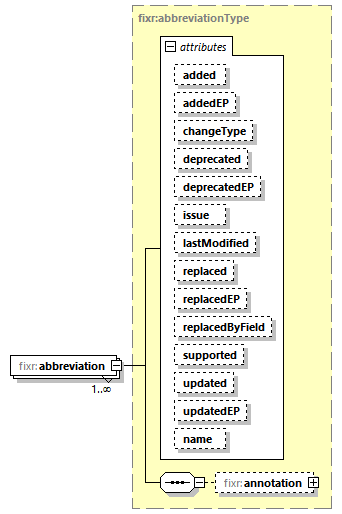 fixr:abbreviationType
attributes
added
addedEP
changeType
deprecated
deprecatedEP
issue
lastModified
replaced
replacedEP
replacedByField
supported
updated
updatedEP
name
fixr:abbreviation
1..∞
fixr:annotation